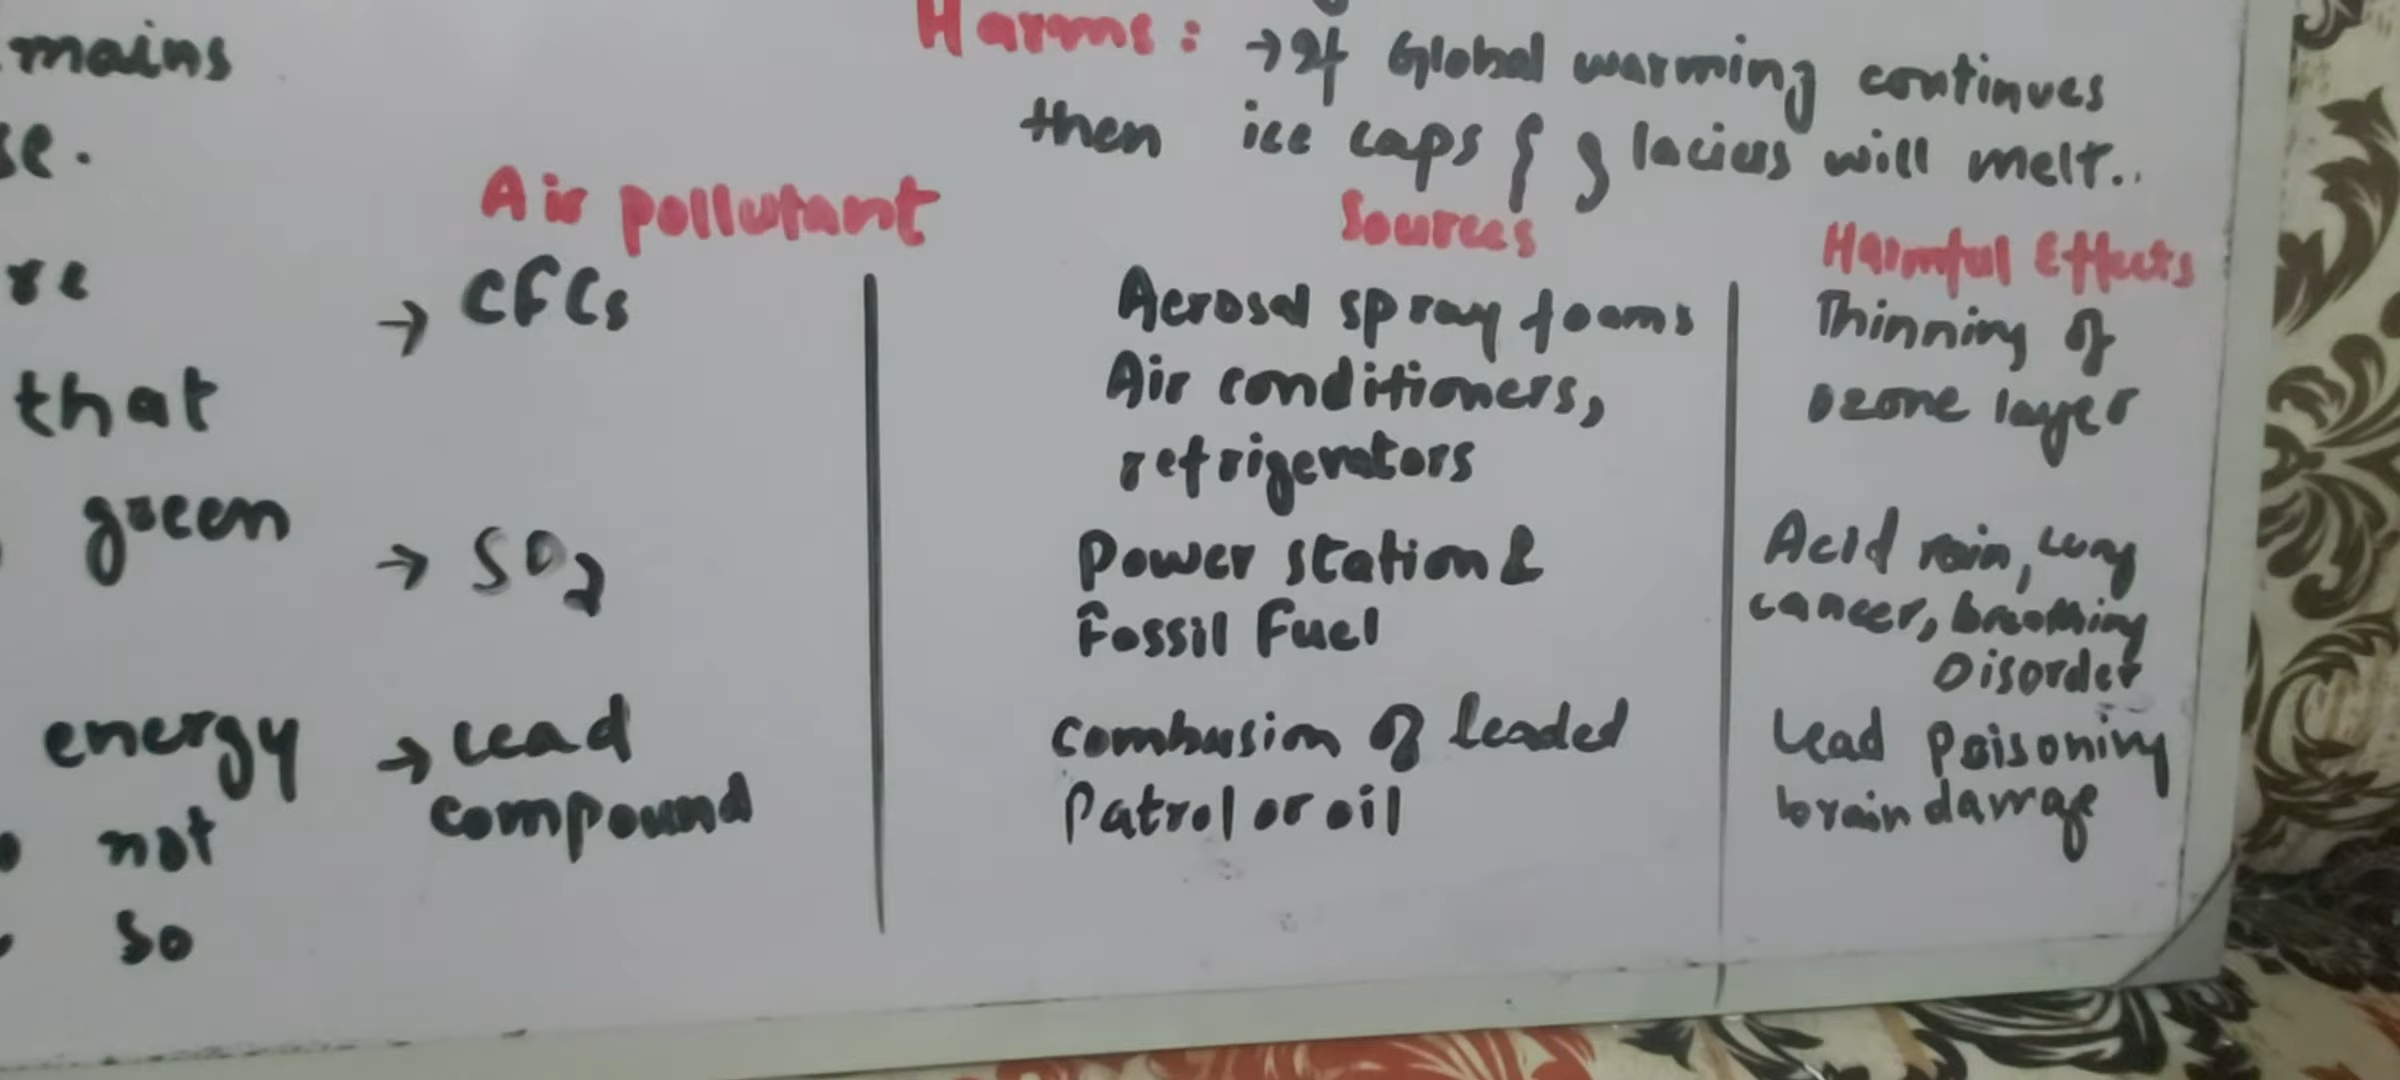 mains
se.
re
that
green
energy
not
so
Harms: →If Global warming continues
then ice caps & glaciers will melt..
Air pollutant Sources Harmful Effects
→ CFCs Aerosol spray foams Thinning of
Air conditioners, ozone layer
refrigerators
→ SO2 Power station & Acid rain, lung
Fossil Fuel cancer, breathing
Disorder
→ Lead combusion of leaded Lead poisoning
compound Patrol or oil brain damage